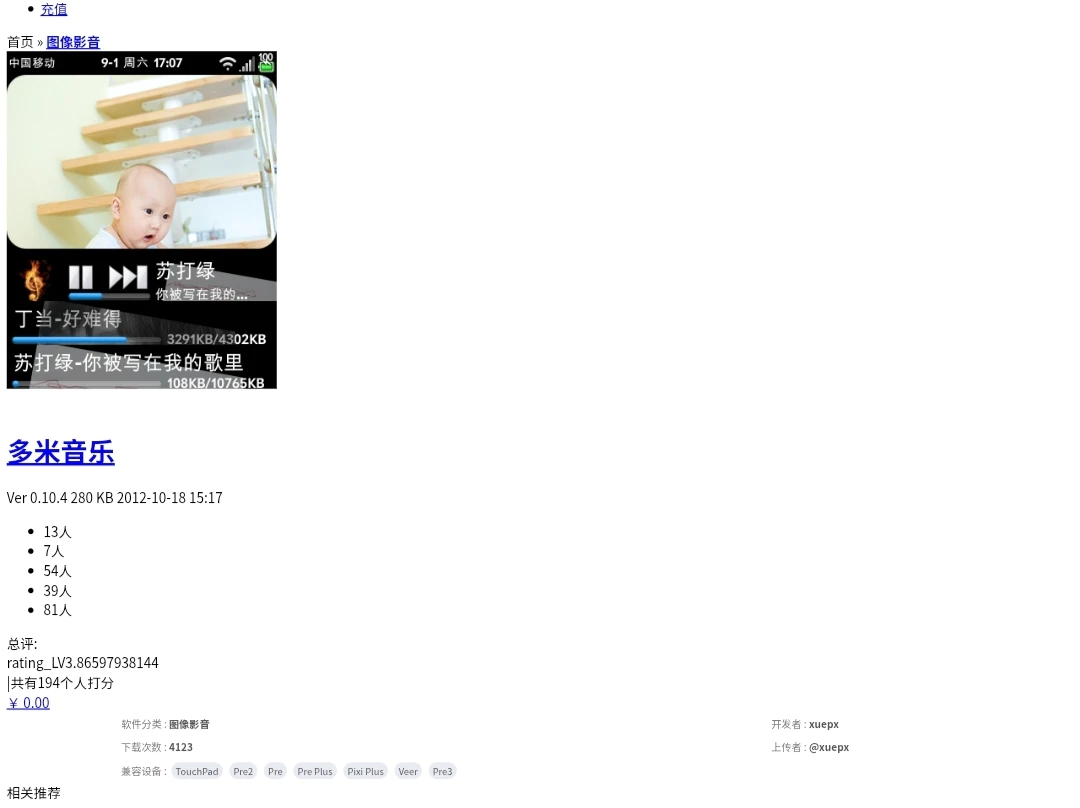 充值
首页 » 图像影音
中国移动 9-1 周六 17:07 100
苏打绿
你被写在我的...
丁当-好难得
3291KB/4302KB
苏打绿-你被写在我的歌里
108KB/10765KB
多米音乐
Ver 0.10.4 280 KB 2012-10-18 15:17
13人
7人
54人
39人
81人
总评:
rating_LV3.86597938144
|共有194个人打分
￥ 0.00
软件分类 : 图像影音 开发者 : xuepx
下载次数 : 4123 上传者 : @xuepx
兼容设备 : TouchPad Pre2 Pre Pre Plus Pixi Plus Veer Pre3
相关推荐